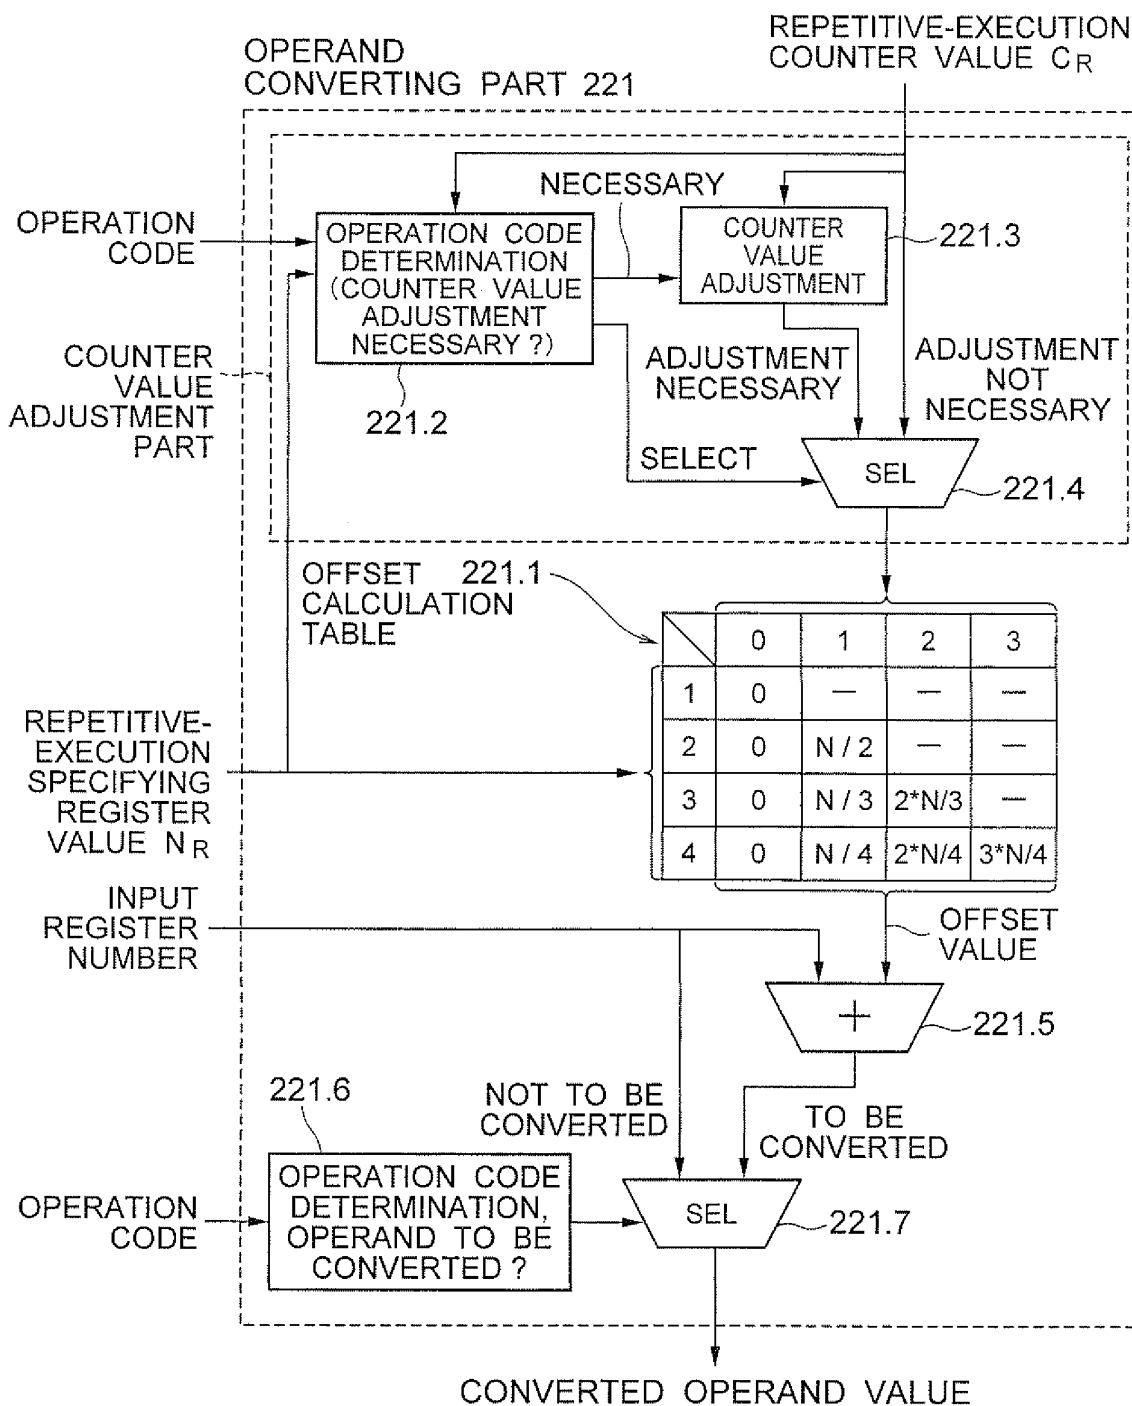 REPETITIVE-EXECUTION
COUNTER VALUE CR
OPERAND
CONVERTING PART 221
NECESSARY
OPERATION
CODE
OPERATION CODE
DETERMINATION
(COUNTER VALUE
ADJUSTMENT
NECESSARY ?)
COUNTER
VALUE
ADJUSTMENT
221.3
COUNTER
VALUE
ADJUSTMENT
PART
221.2
ADJUSTMENT
NECESSARY
ADJUSTMENT
NOT
NECESSARY
SELECT
SEL
221.4
OFFSET
CALCULATION
TABLE
221.1
0 1 2 3
1 0 — — —
2 0 N / 2 — —
3 0 N / 3 2*N/3 —
4 0 N / 4 2*N/4 3*N/4
REPETITIVE-
EXECUTION
SPECIFYING
REGISTER
VALUE NR
INPUT
REGISTER
NUMBER
OFFSET
VALUE
+
221.5
221.6
NOT TO BE
CONVERTED
TO BE
CONVERTED
OPERATION
CODE
OPERATION CODE
DETERMINATION,
OPERAND TO BE
CONVERTED ?
SEL
221.7
CONVERTED OPERAND VALUE